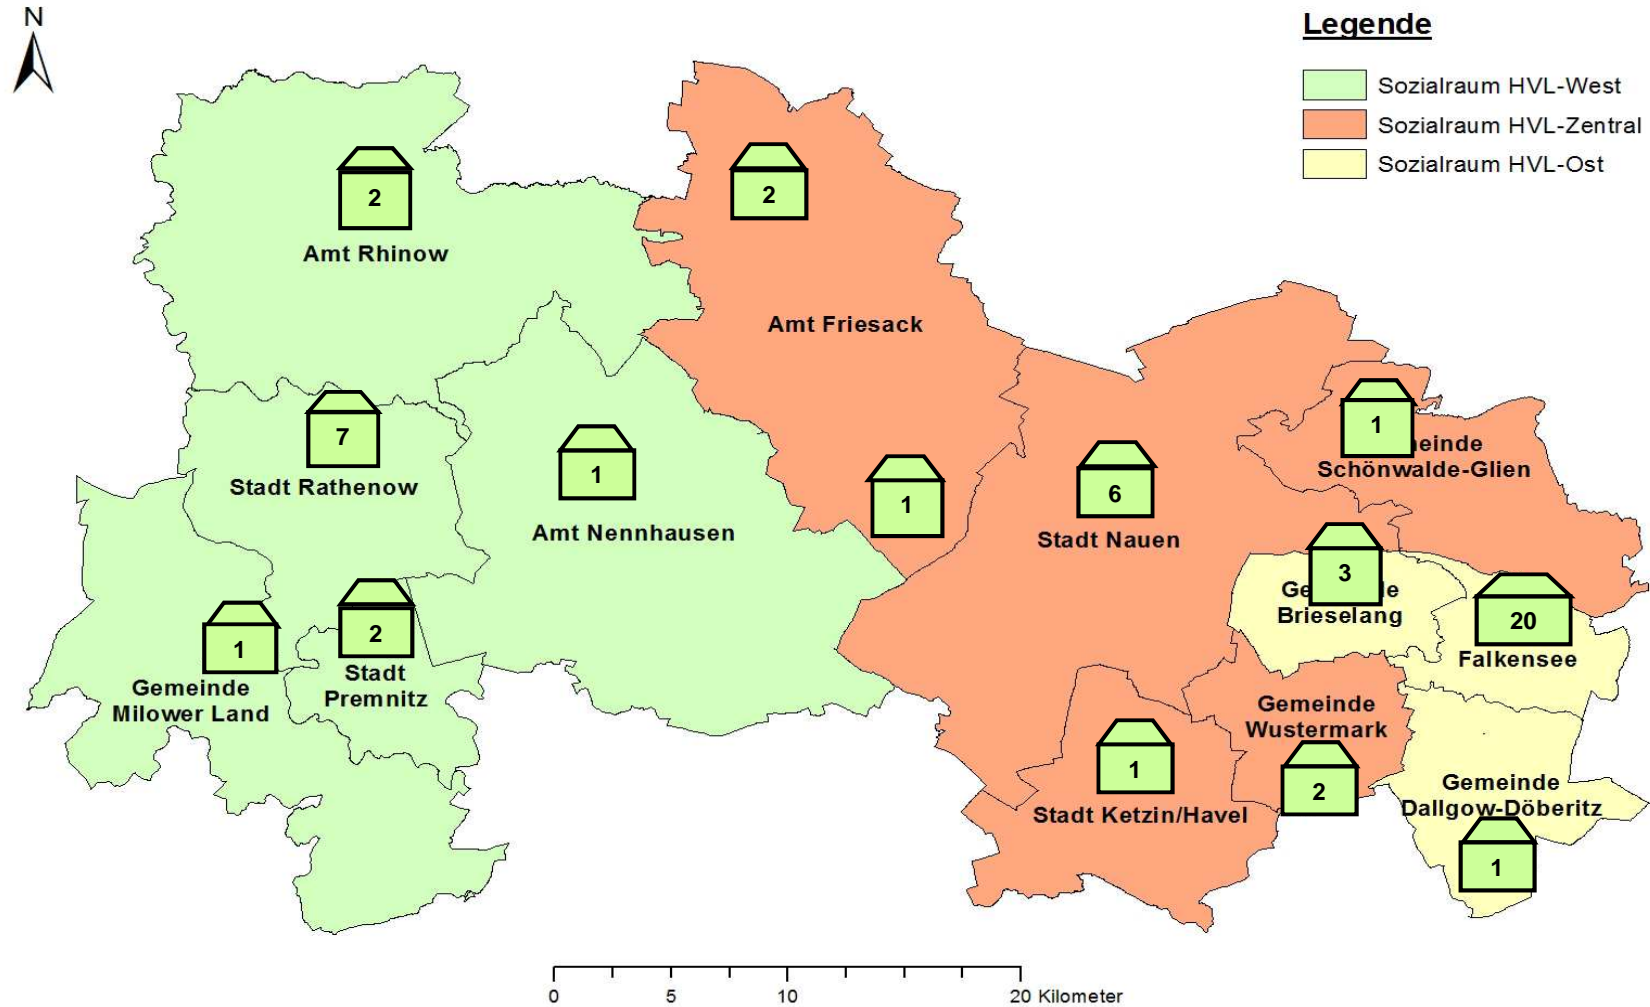 N
Legende
Sozialraum HVL-West
Sozialraum HVL-Zentral
Sozialraum HVL-Ost
2
Amt Rhinow
2
Amt Friesack
7
Stadt Rathenow
1
Amt Nennhausen
1
6
Stadt Nauen
1
einde
Schönwalde-Glien
3
Ge
e
Brieselang
20
Falkensee
1
Gemeinde
Milower Land
2
Stadt
Premnitz
Gemeinde
Wustermark
2
1
Stadt Ketzin/Havel
Gemeinde
Dallgow-Döberitz
1
0 5 10 20 Kilometer